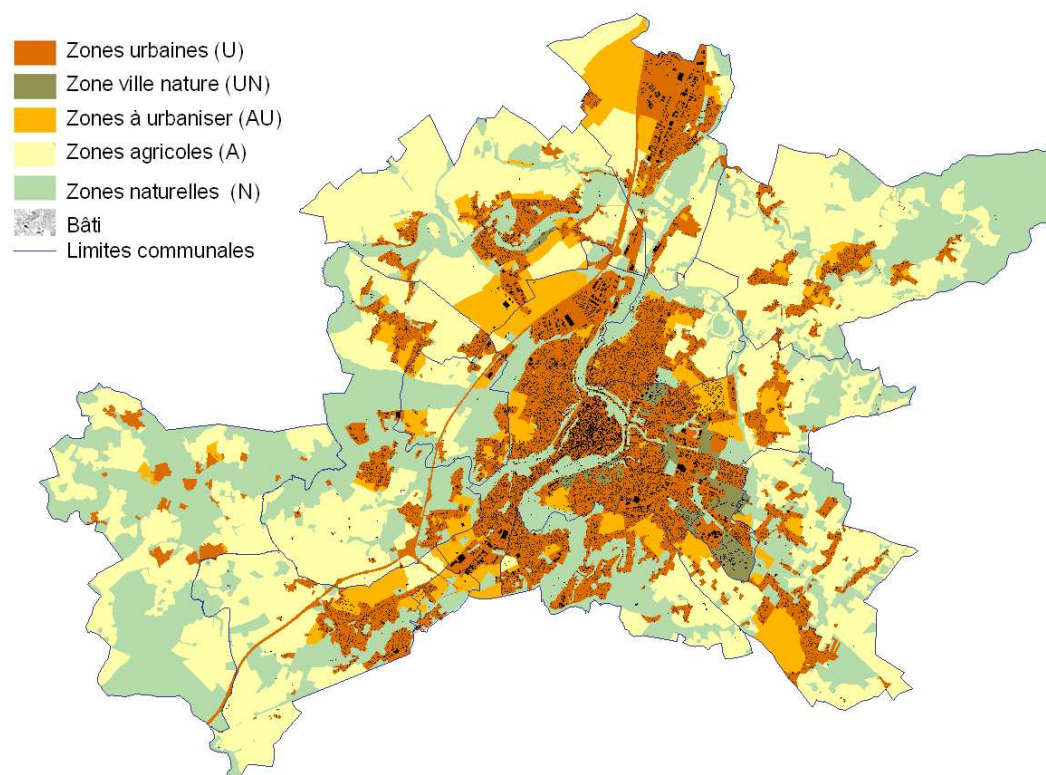 Zones urbaines (U)
Zone ville nature (UN)
Zones à urbaniser (AU)
Zones agricoles (A)
Zones naturelles (N)
Bâti
Limites communales